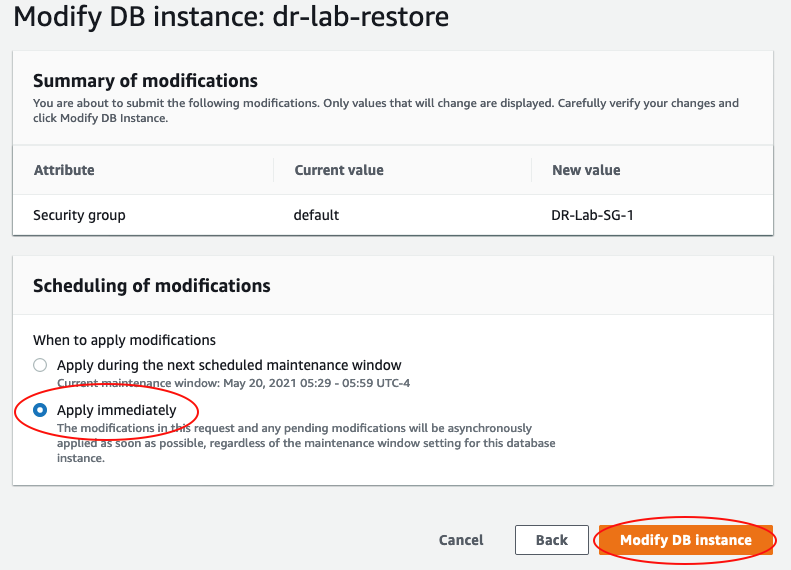 Modify DB instance: dr-lab-restore
Summary of modifications
You are about to submit the following modifications. Only values that will change are displayed. Carefully verify your changes and
click Modify DB Instance.
Attribute Current value New value
Security group default DR-Lab-SG-1
Scheduling of modifications
When to apply modifications
Apply during the next scheduled maintenance window
Current maintenance window: May 20, 2021 05:29 - 05:59 UTC-4
Apply immediately
The modifications in this request and any pending modifications will be asynchronously
applied as soon as possible, regardless of the maintenance window setting for this database
instance.
Cancel Back Modify DB instance